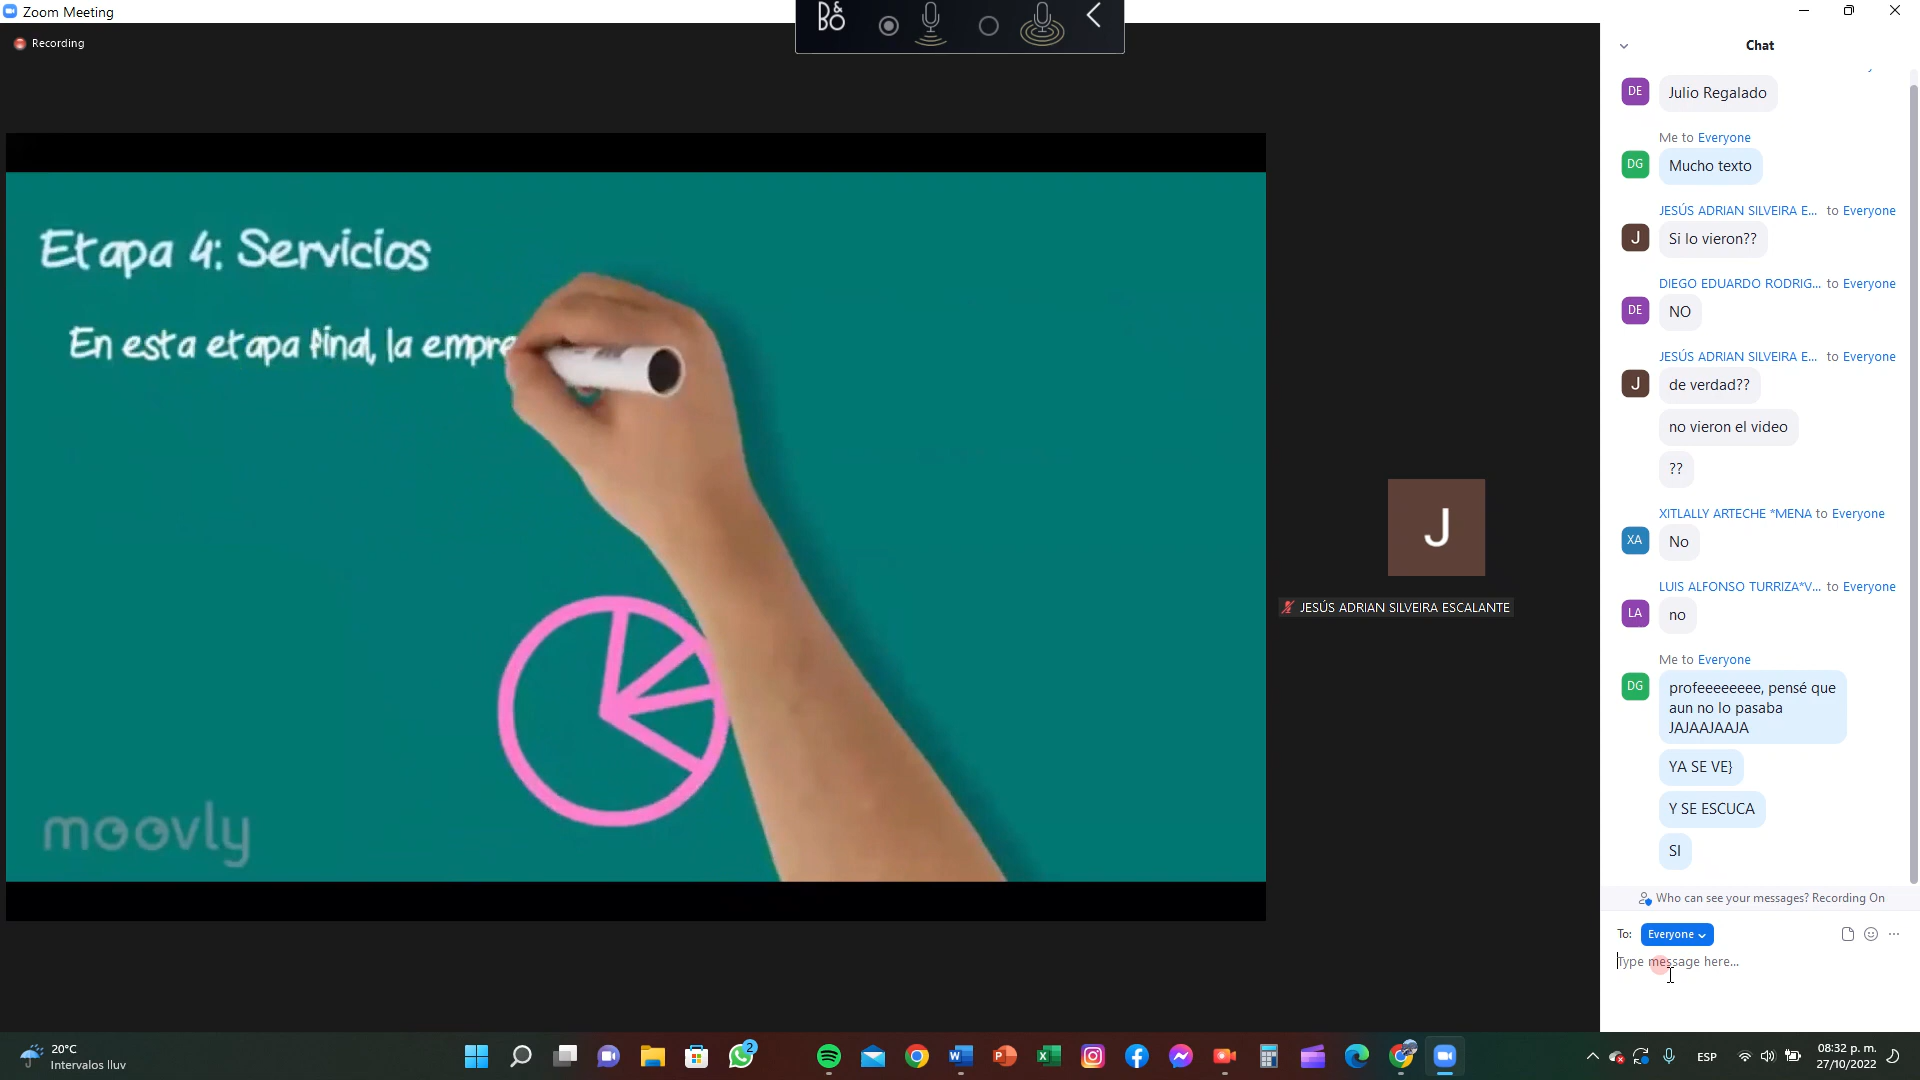 Zoom Meeting
Recording
B&O
Etapa 4: Servicios
En esta etapa final, la empre
moovly
J
JESÚS ADRIAN SILVEIRA ESCALANTE
Chat
DE
Julio Regalado
Me to Everyone
DG
Mucho texto
JESÚS ADRIAN SILVEIRA E... to Everyone
J
Si lo vieron??
DIEGO EDUARDO RODRIG... to Everyone
DE
NO
JESÚS ADRIAN SILVEIRA E... to Everyone
J
de verdad??
no vieron el video
??
XITLALLY ARTECHE *MENA to Everyone
XA
No
LUIS ALFONSO TURRIZA*V... to Everyone
LA
no
Me to Everyone
DG
profeeeeeeee, pensé que
aun no lo pasaba
JAJAAJAAJA
YA SE VE}
Y SE ESCUCA
SI
Who can see your messages? Recording On
To: Everyone
Type message here...
20°C
Intervalos lluv
2
ESP
08:32 p. m.
27/10/2022